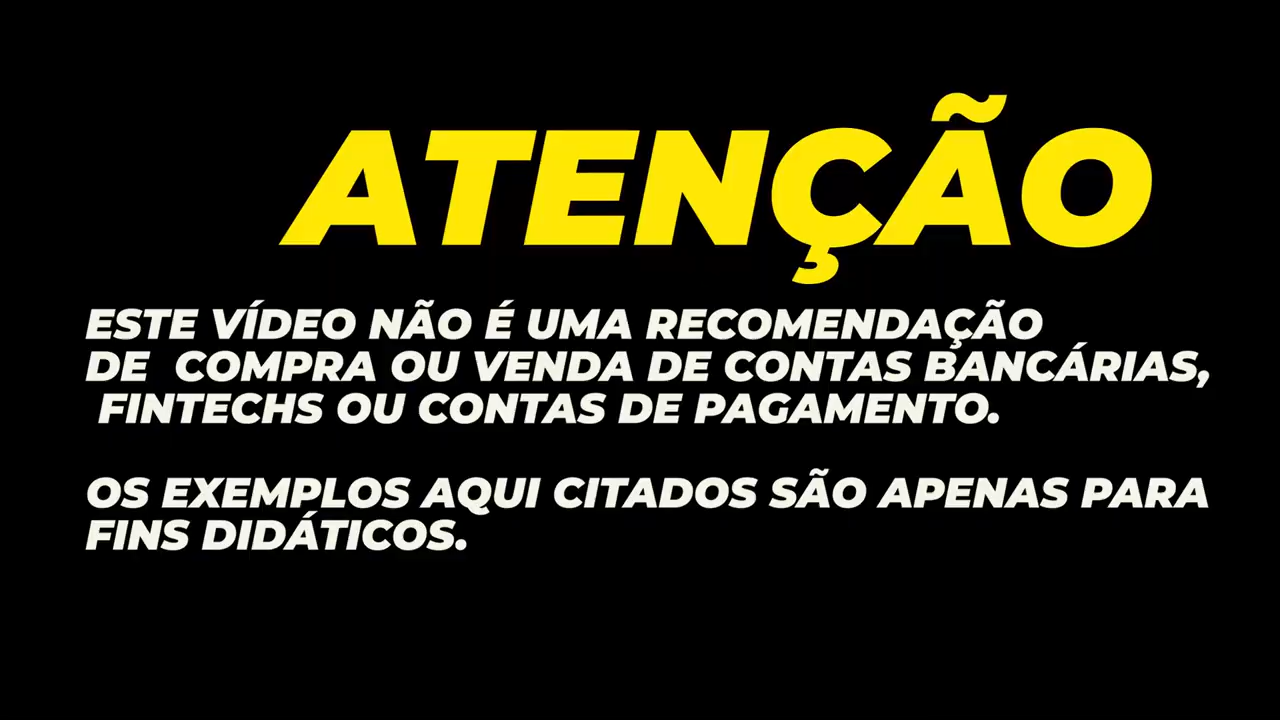 ATENÇÃO
ESTE VÍDEO NÃO É UMA RECOMENDAÇÃO
DE COMPRA OU VENDA DE CONTAS BANCÁRIAS,
FINTECHS OU CONTAS DE PAGAMENTO.
OS EXEMPLOS AQUI CITADOS SÃO APENAS PARA
FINS DIDÁTICOS.